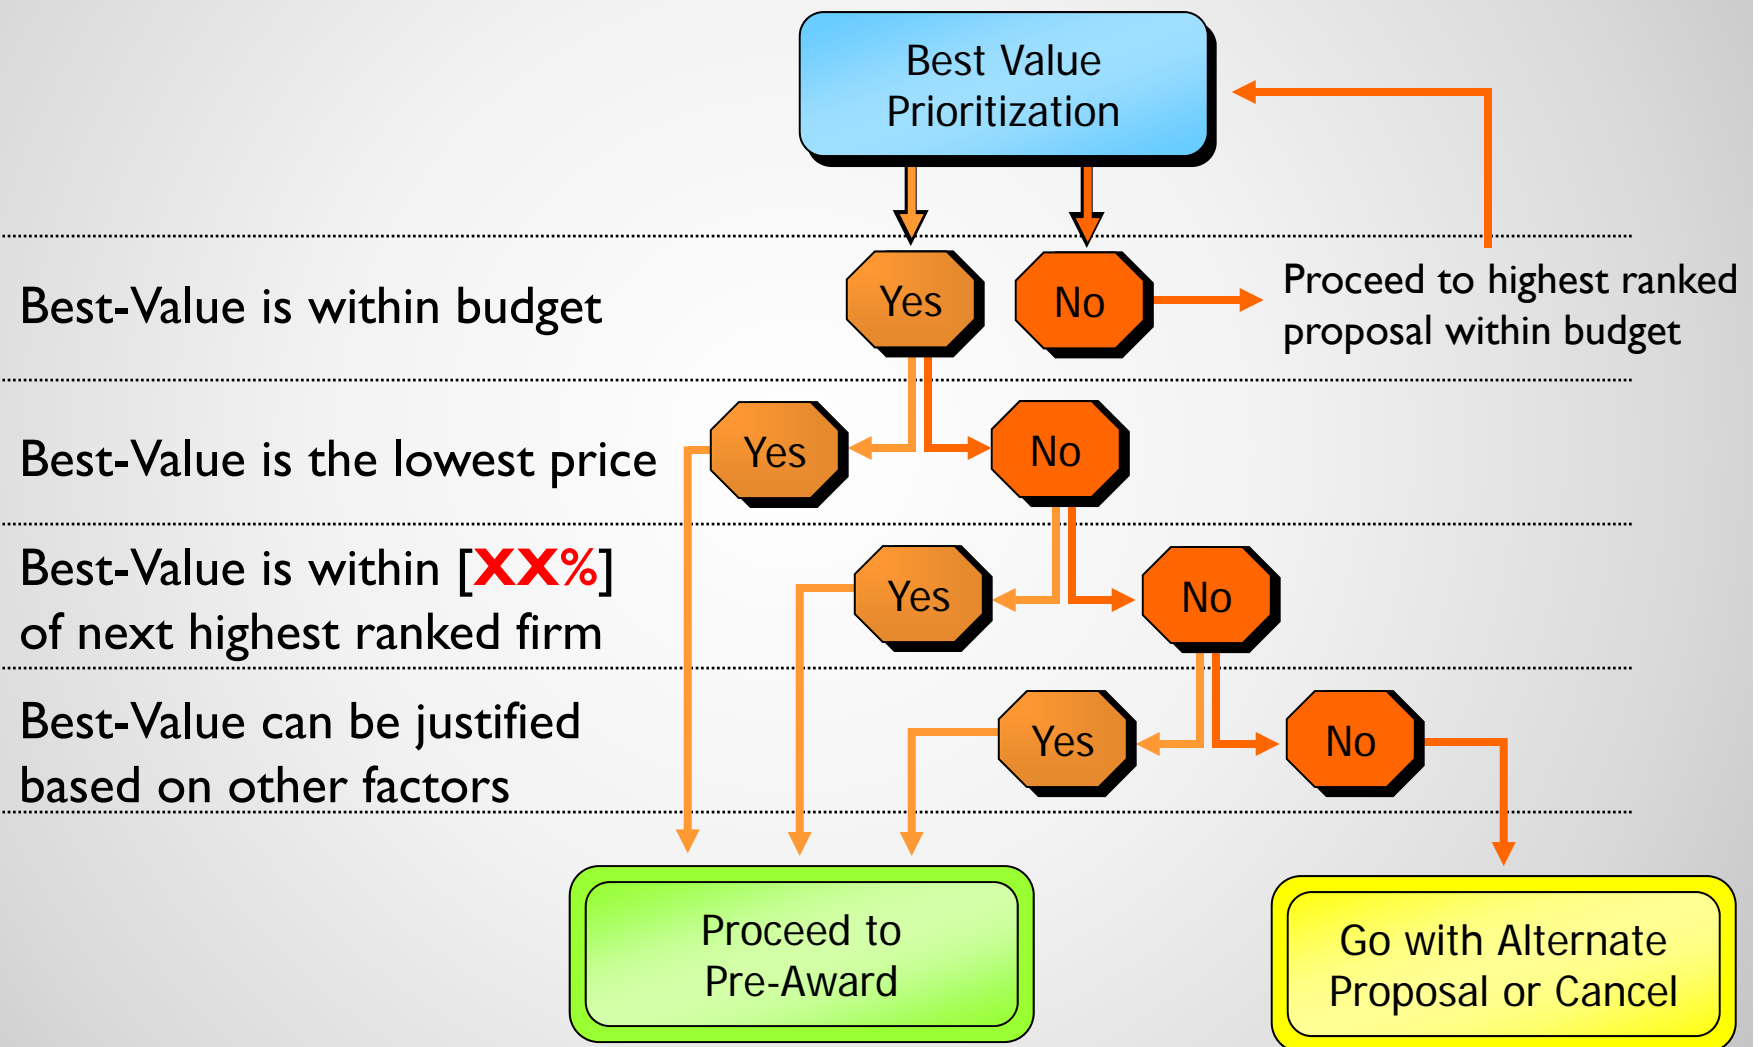 Best Value
Prioritization
Best-Value is within budget
Yes
No
Proceed to highest ranked
proposal within budget
Best-Value is the lowest price
Yes
No
Best-Value is within [XX%]
of next highest ranked firm
Yes
No
Best-Value can be justified
based on other factors
Yes
No
Proceed to
Pre-Award
Go with Alternate
Proposal or Cancel